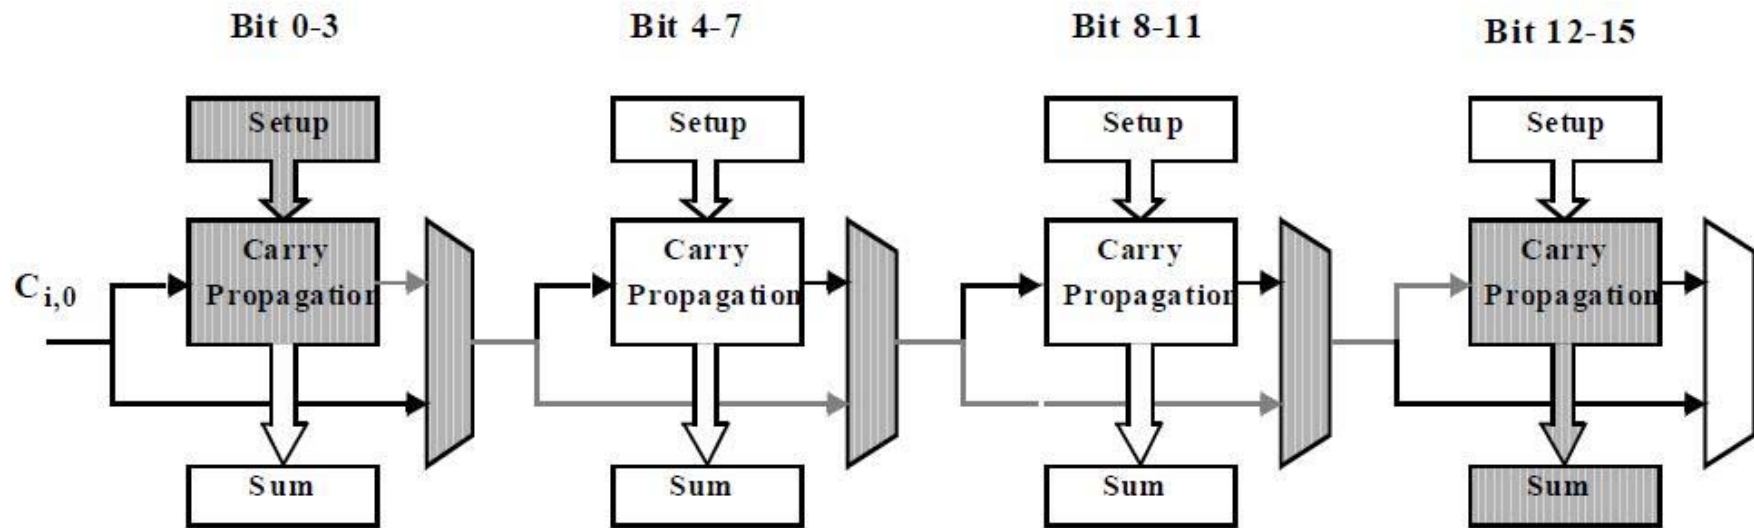 Bit 0-3
Bit 4-7
Bit 8-11
Bit 12-15
Setup
Setup
Setup
Setup
Carry
Propagation
Carry
Propagation
Carry
Propagation
Carry
Propagation
C i,0
Sum
Sum
Sum
Sum